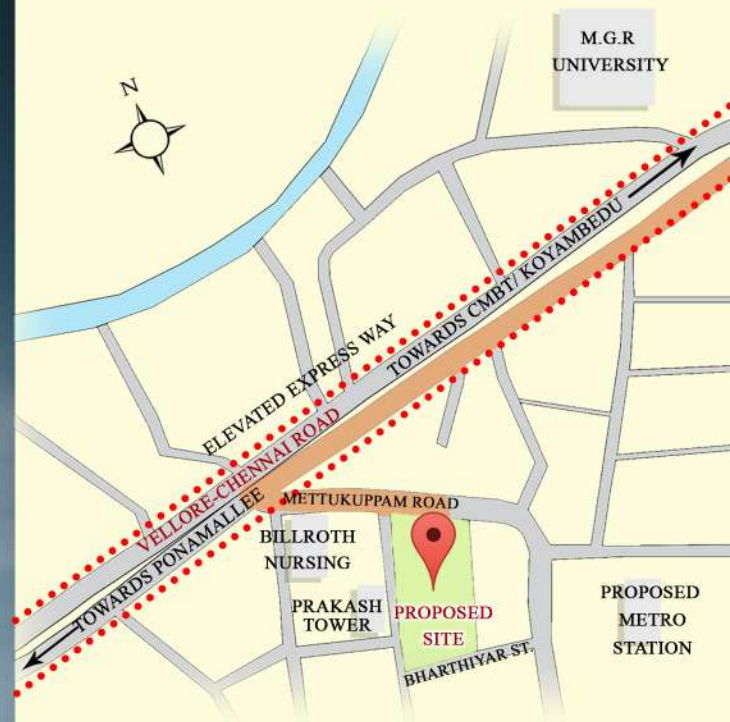 M.G.R
UNIVERSITY
N
TOWARDS CMBT/ KOYAMBEDU
ELEVATED EXPRESS WAY
VELLORE-CHENNAI ROAD
TOWARDS PONAMALLEE
METTUKUPPAM ROAD
BILLROTH
NURSING
PRAKASH
TOWER
PROPOSED
SITE
BHARTHIYAR ST.
PROPOSED
METRO
STATION